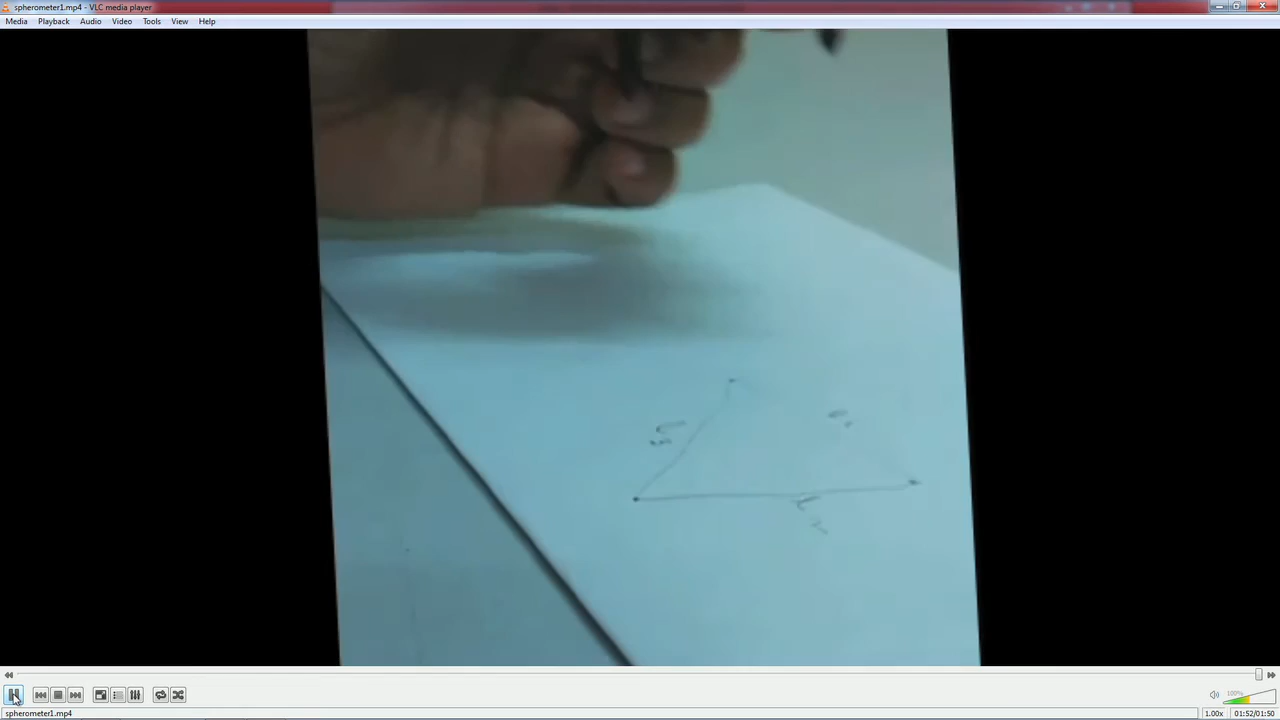 spherometer1.mp4 - VLC media player
Media Playback Audio Video Tools View Help
100%
spherometer1.mp4
1.00x
01:52/01:50